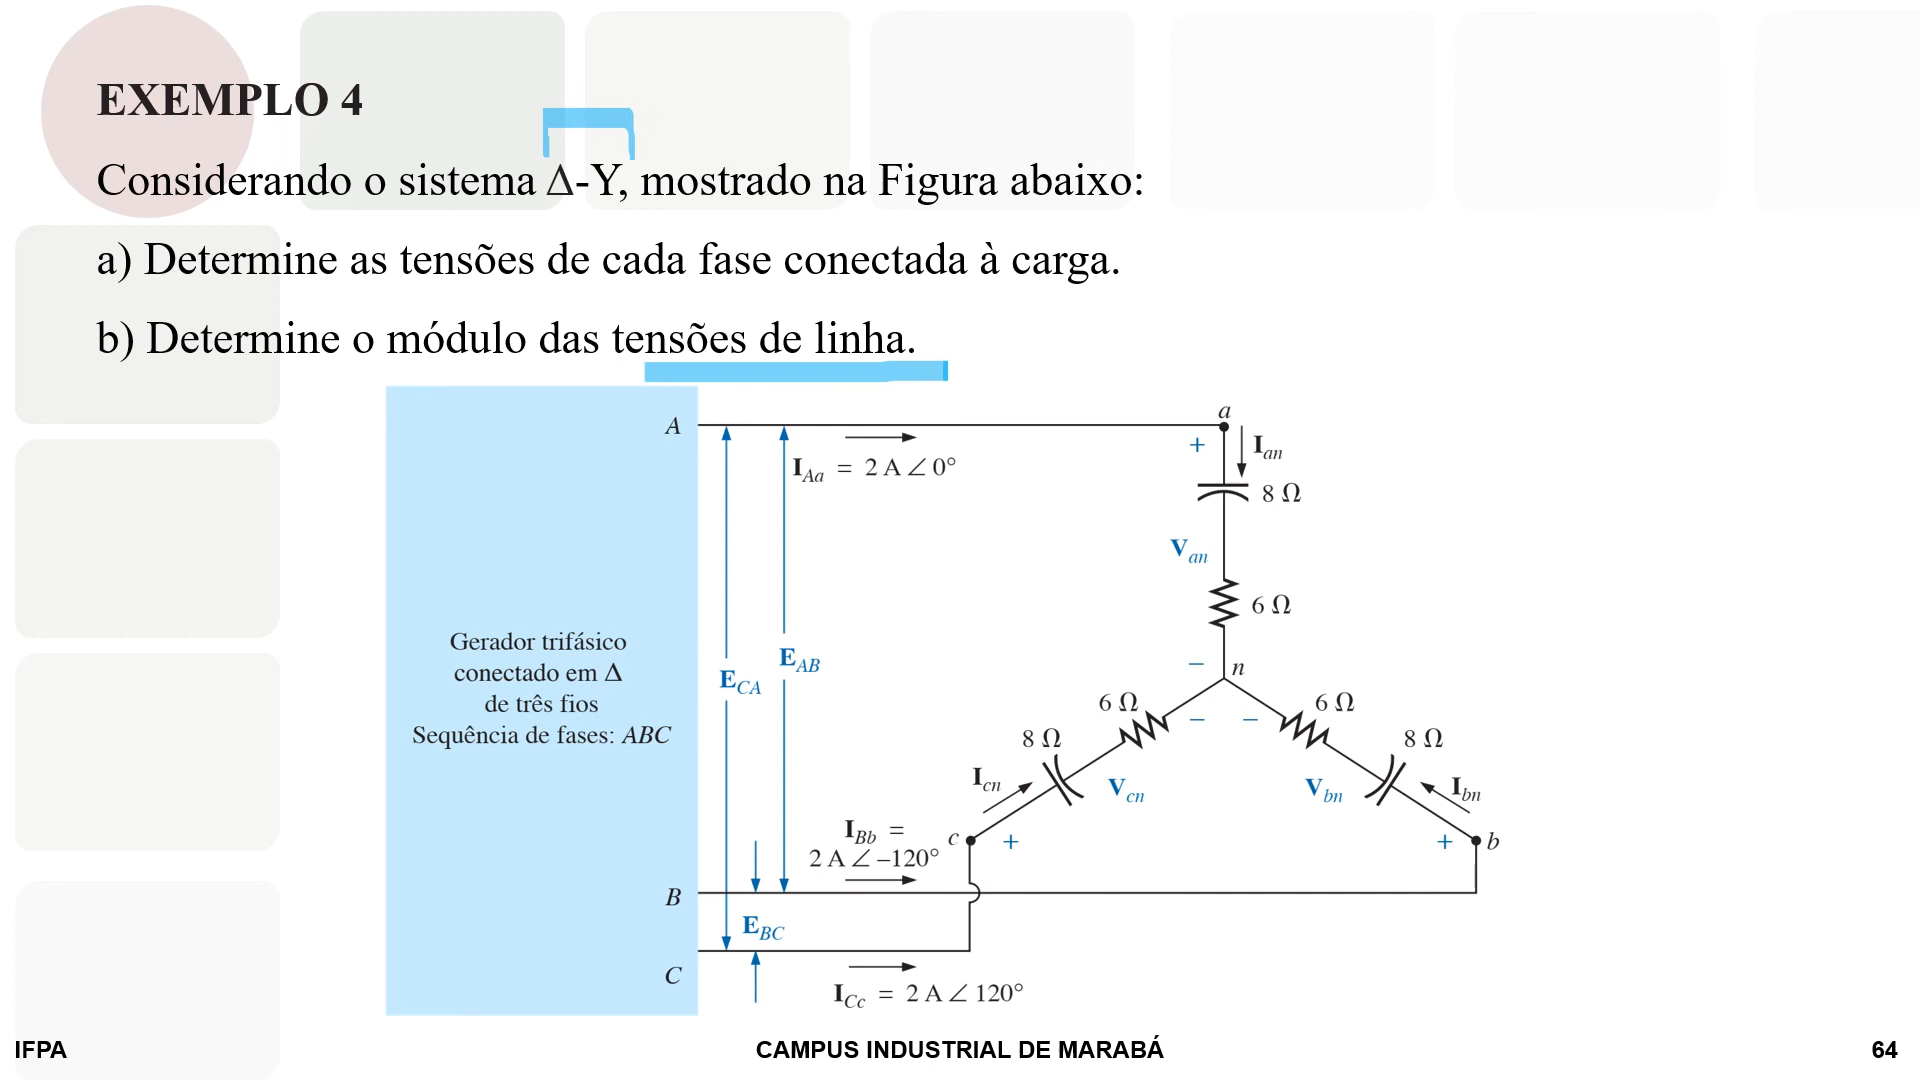 EXEMPLO 4
Considerando o sistema Δ-Y, mostrado na Figura abaixo:
a) Determine as tensões de cada fase conectada à carga.
b) Determine o módulo das tensões de linha.
a
A
+
I_an
I_Aa = 2 A ∠ 0°
8 Ω
V_an
6 Ω
Gerador trifásico
conectado em Δ
de três fios
Sequência de fases: ABC
E_AB
E_CA
– n
6 Ω
6 Ω
– –
8 Ω
8 Ω
I_cn
V_cn
V_bn
I_bn
I_Bb =
2 A ∠ –120°
c
+
+
b
B
E_BC
C
I_Cc = 2 A ∠ 120°
IFPA
CAMPUS INDUSTRIAL DE MARABÁ
64